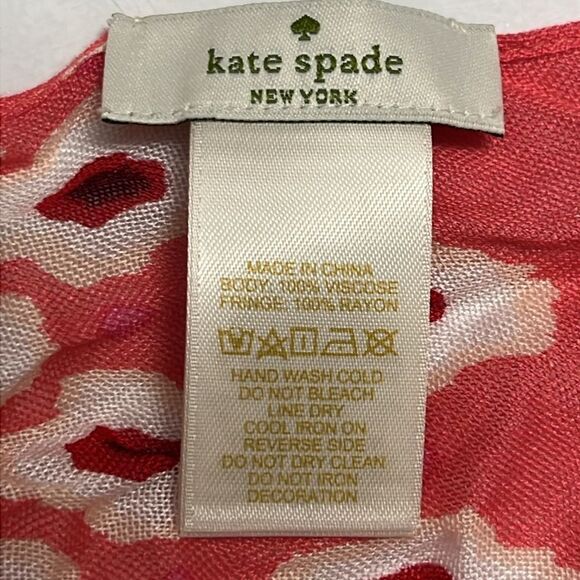 kate spade
NEW YORK
MADE IN CHINA
BODY: 100% VISCOSE
FRINGE: 100% RAYON
HAND WASH COLD
DO NOT BLEACH
LINE DRY
COOL IRON ON
REVERSE SIDE
DO NOT DRY CLEAN
DO NOT IRON
DECORATION